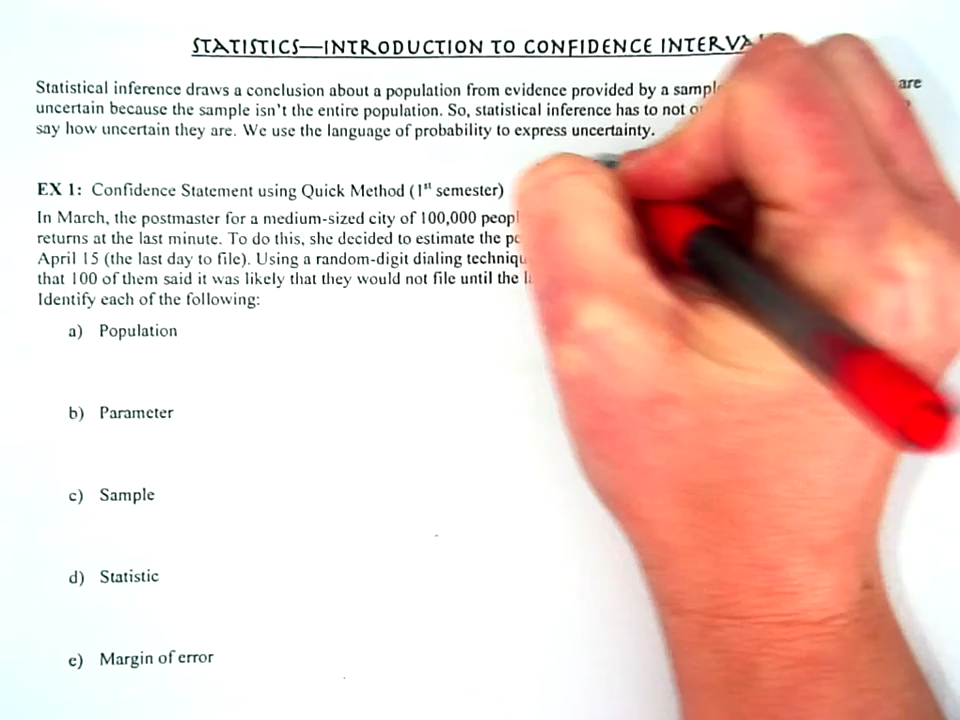 STATISTICS—INTRODUCTION TO CONFIDENCE
Statistical inference draws a conclusion about a population from evidence provided by a are
uncertain because the sample isn't the entire population. So, statistical inference has to not
say how uncertain they are. We use the language of probability to express uncertainty.
EX 1: Confidence Statement using Quick Method (1st semester)
In March, the postmaster for a medium-sized city of 100,000
returns at the last minute. To do this, she decided to estimate the
April 15 (the last day to file). Using a random-digit dialing
that 100 of them said it was likely that they would not file until the
Identify each of the following:
a) Population
b) Parameter
c) Sample
d) Statistic
e) Margin of error